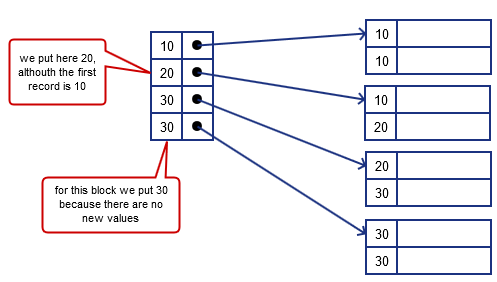 we put here 20,
althouth the first
record is 10
10
20
30
30
for this block we put 30
because there are no
new values
10
10
10
20
20
30
30
30